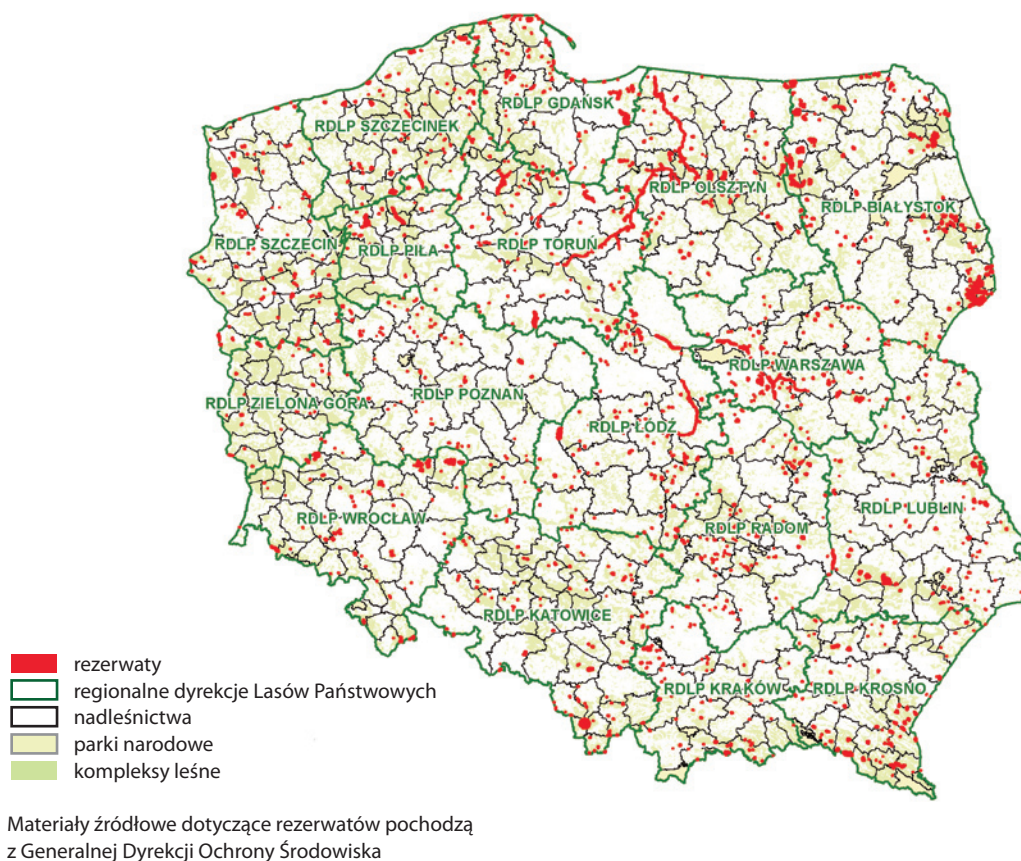 RDLP GDAŃSK
RDLP SZCZECINEK
RDLP OLSZTYN
RDLP BIAŁYSTOK
RDLP SZCZECIN
RDLP PIŁA
RDLP TORUŃ
RDLP WARSZAWA
RDLP ZIELONA GÓRA
RDLP POZNAŃ
RDLP ŁÓDŹ
RDLP WROCŁAW
RDLP RADOM
RDLP LUBLIN
RDLP KATOWICE
RDLP KRAKÓW
RDLP KROSNO
rezerwaty
regionalne dyrekcje Lasów Państwowych
nadleśnictwa
parki narodowe
kompleksy leśne
Materiały źródłowe dotyczące rezerwatów pochodzą
z Generalnej Dyrekcji Ochrony Środowiska